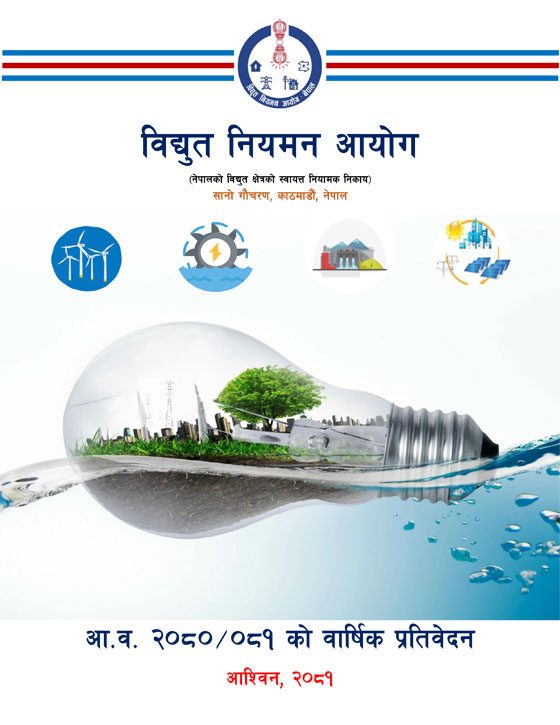 विद्युत नियमन आयोग - नेपाल
विद्युत नियमन आयोग
(नेपालको विद्युत क्षेत्रको स्वायत्त नियामक निकाय)
सानो गौचरण, काठमाडौं, नेपाल
आ.व. २०८०/०८१ को वार्षिक प्रतिवेदन
आश्विन, २०८१